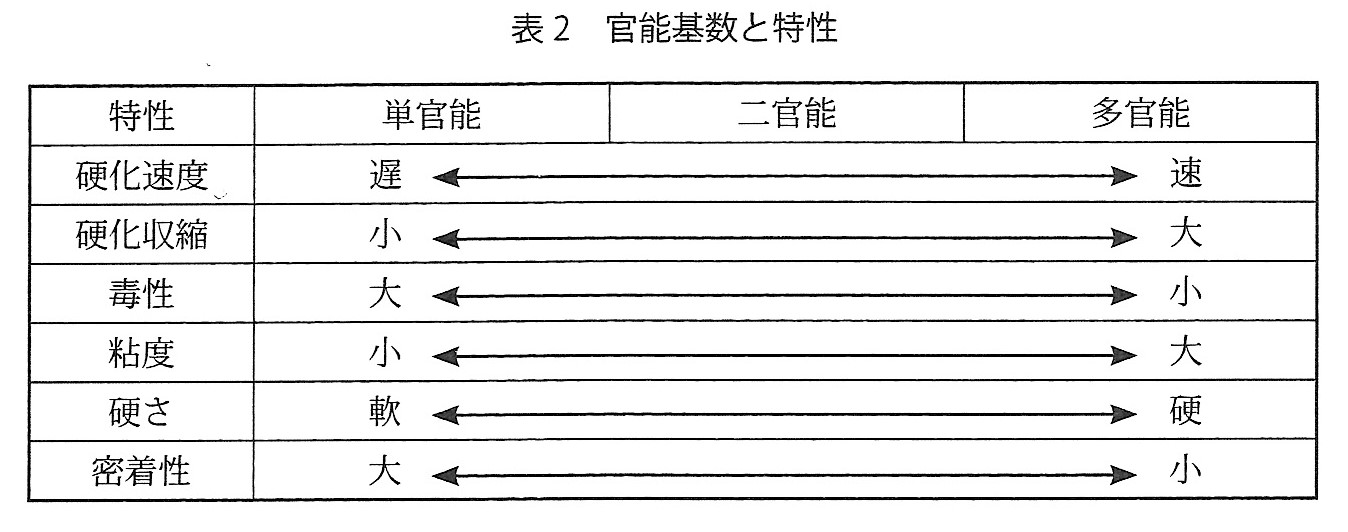 表2 官能基数と特性
特性 単官能 二官能 多官能
硬化速度 遅 速
硬化収縮 小 大
毒性 大 小
粘度 小 大
硬さ 軟 硬
密着性 大 小